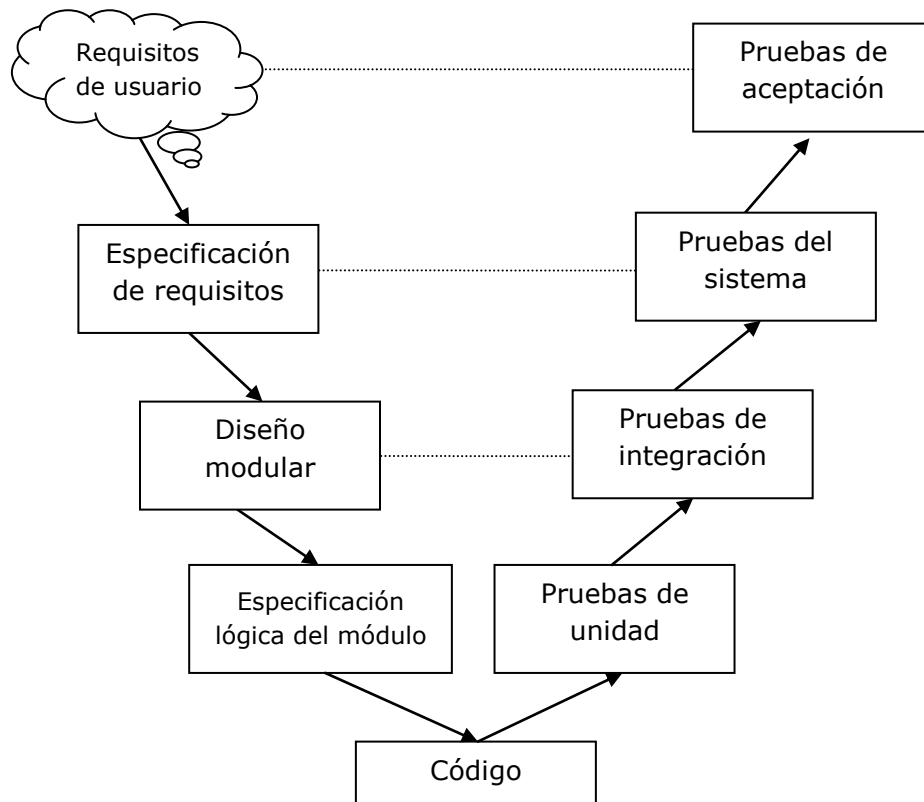 Requisitos
de usuario
Pruebas de
aceptación
Especificación
de requisitos
Pruebas del
sistema
Diseño
modular
Pruebas de
integración
Especificación
lógica del módulo
Pruebas de
unidad
Código